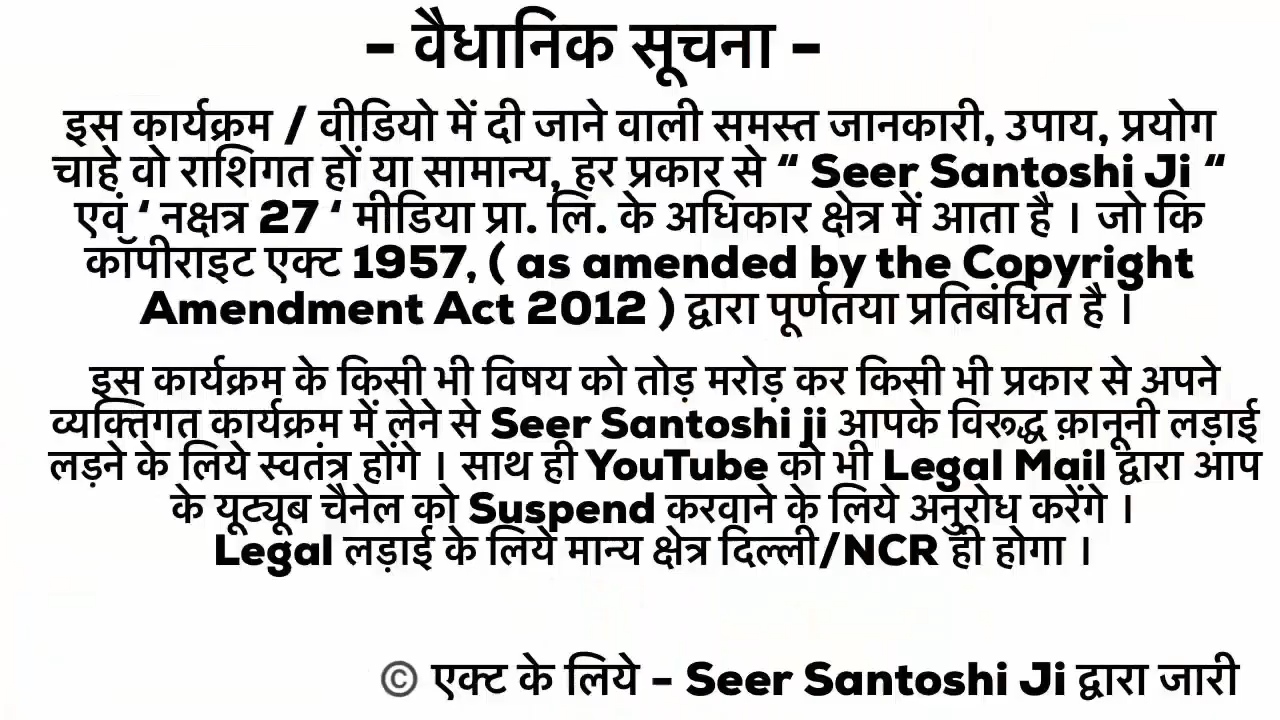 - वैधानिक सूचना -
इस कार्यक्रम / वीडियो में दी जाने वाली समस्त जानकारी, उपाय, प्रयोग
चाहे वो राशिगत हों या सामान्य, हर प्रकार से “ Seer Santoshi Ji “
एवं ‘ नक्षत्र 27 ‘ मीडिया प्रा. लि. के अधिकार क्षेत्र में आता है । जो कि
कॉपीराइट एक्ट 1957, ( as amended by the Copyright
Amendment Act 2012 ) द्वारा पूर्णतया प्रतिबंधित है ।
इस कार्यक्रम के किसी भी विषय को तोड़ मरोड़ कर किसी भी प्रकार से अपने
व्यक्तिगत कार्यक्रम में लेने से Seer Santoshi ji आपके विरूद्ध क़ानूनी लड़ाई
लड़ने के लिये स्वतंत्र होंगे । साथ ही YouTube को भी Legal Mail द्वारा आप
के यूट्यूब चैनेल को Suspend करवाने के लिये अनुरोध करेंगे ।
Legal लड़ाई के लिये मान्य क्षेत्र दिल्ली/NCR ही होगा ।
© एक्ट के लिये - Seer Santoshi Ji द्वारा जारी